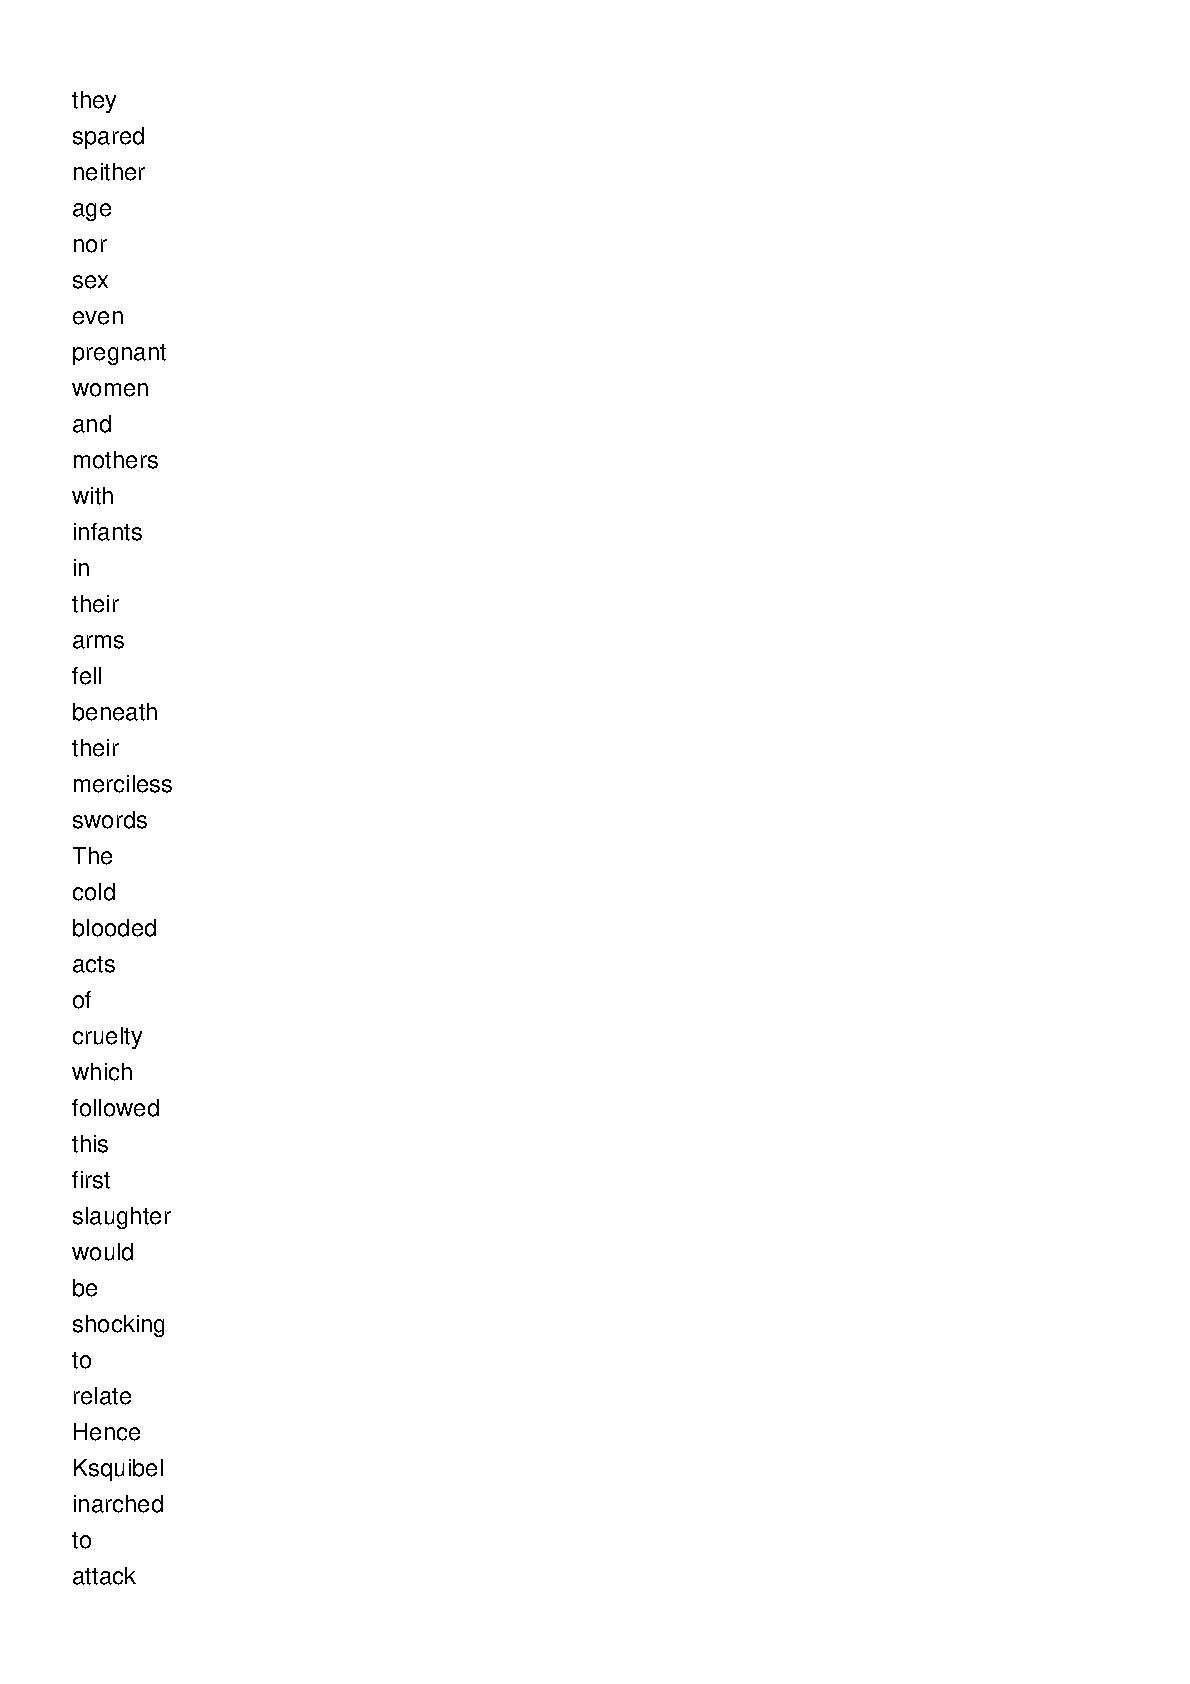 they
spared
neither
age
nor
sex
even
pregnant
women
and
mothers
with
infants
in
their
arms
fell
beneath
their
merciless
swords
The
cold
blooded
acts
of
cruelty
which
followed
this
first
slaughter
would
be
shocking
to
relate
Hence
Ksquibel
inarched
to
attack